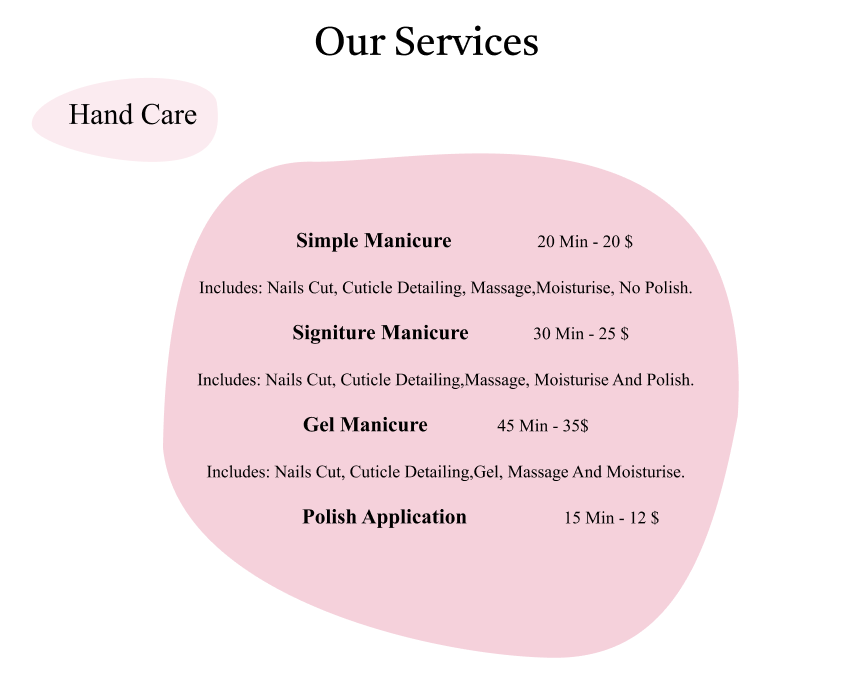 Our Services
Hand Care
Simple Manicure 20 Min - 20 $
Includes: Nails Cut, Cuticle Detailing, Massage,Moisturise, No Polish.
Signiture Manicure 30 Min - 25 $
Includes: Nails Cut, Cuticle Detailing,Massage, Moisturise And Polish.
Gel Manicure 45 Min - 35$
Includes: Nails Cut, Cuticle Detailing,Gel, Massage And Moisturise.
Polish Application 15 Min - 12 $